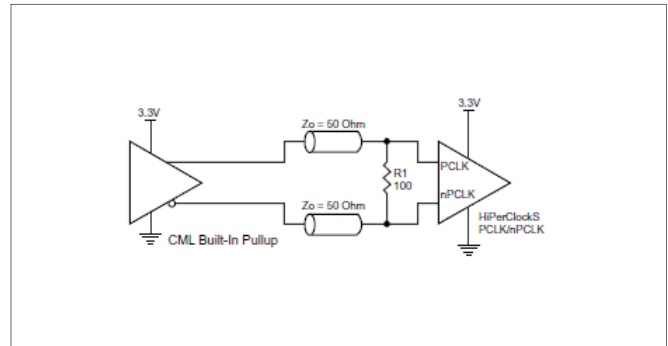 3.3V
3.3V
Zo = 50 Ohm
PCLK
R1
100
nPCLK
Zo = 50 Ohm
HiPerClockS
PCLK/nPCLK
CML Built-In Pullup